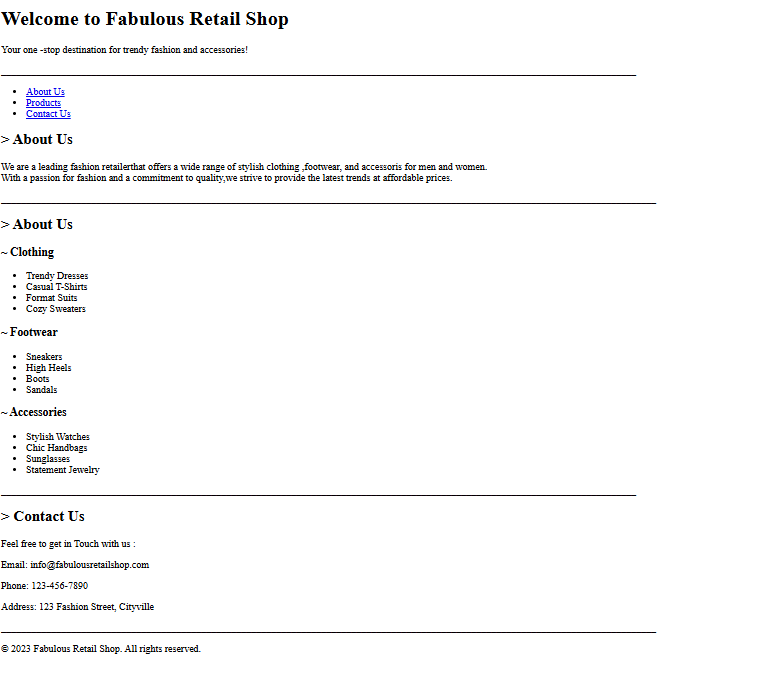 Welcome to Fabulous Retail Shop
Your one -stop destination for trendy fashion and accessories!
About Us
Products
Contact Us
> About Us
We are a leading fashion retailerthat offers a wide range of stylish clothing ,footwear, and accessoris for men and women.
With a passion for fashion and a commitment to quality,we strive to provide the latest trends at affordable prices.
> About Us
~ Clothing
Trendy Dresses
Casual T-Shirts
Format Suits
Cozy Sweaters
~ Footwear
Sneakers
High Heels
Boots
Sandals
~ Accessories
Stylish Watches
Chic Handbags
Sunglasses
Statement Jewelry
> Contact Us
Feel free to get in Touch with us :
Email: info@fabulousretailshop.com
Phone: 123-456-7890
Address: 123 Fashion Street, Cityville
© 2023 Fabulous Retail Shop. All rights reserved.